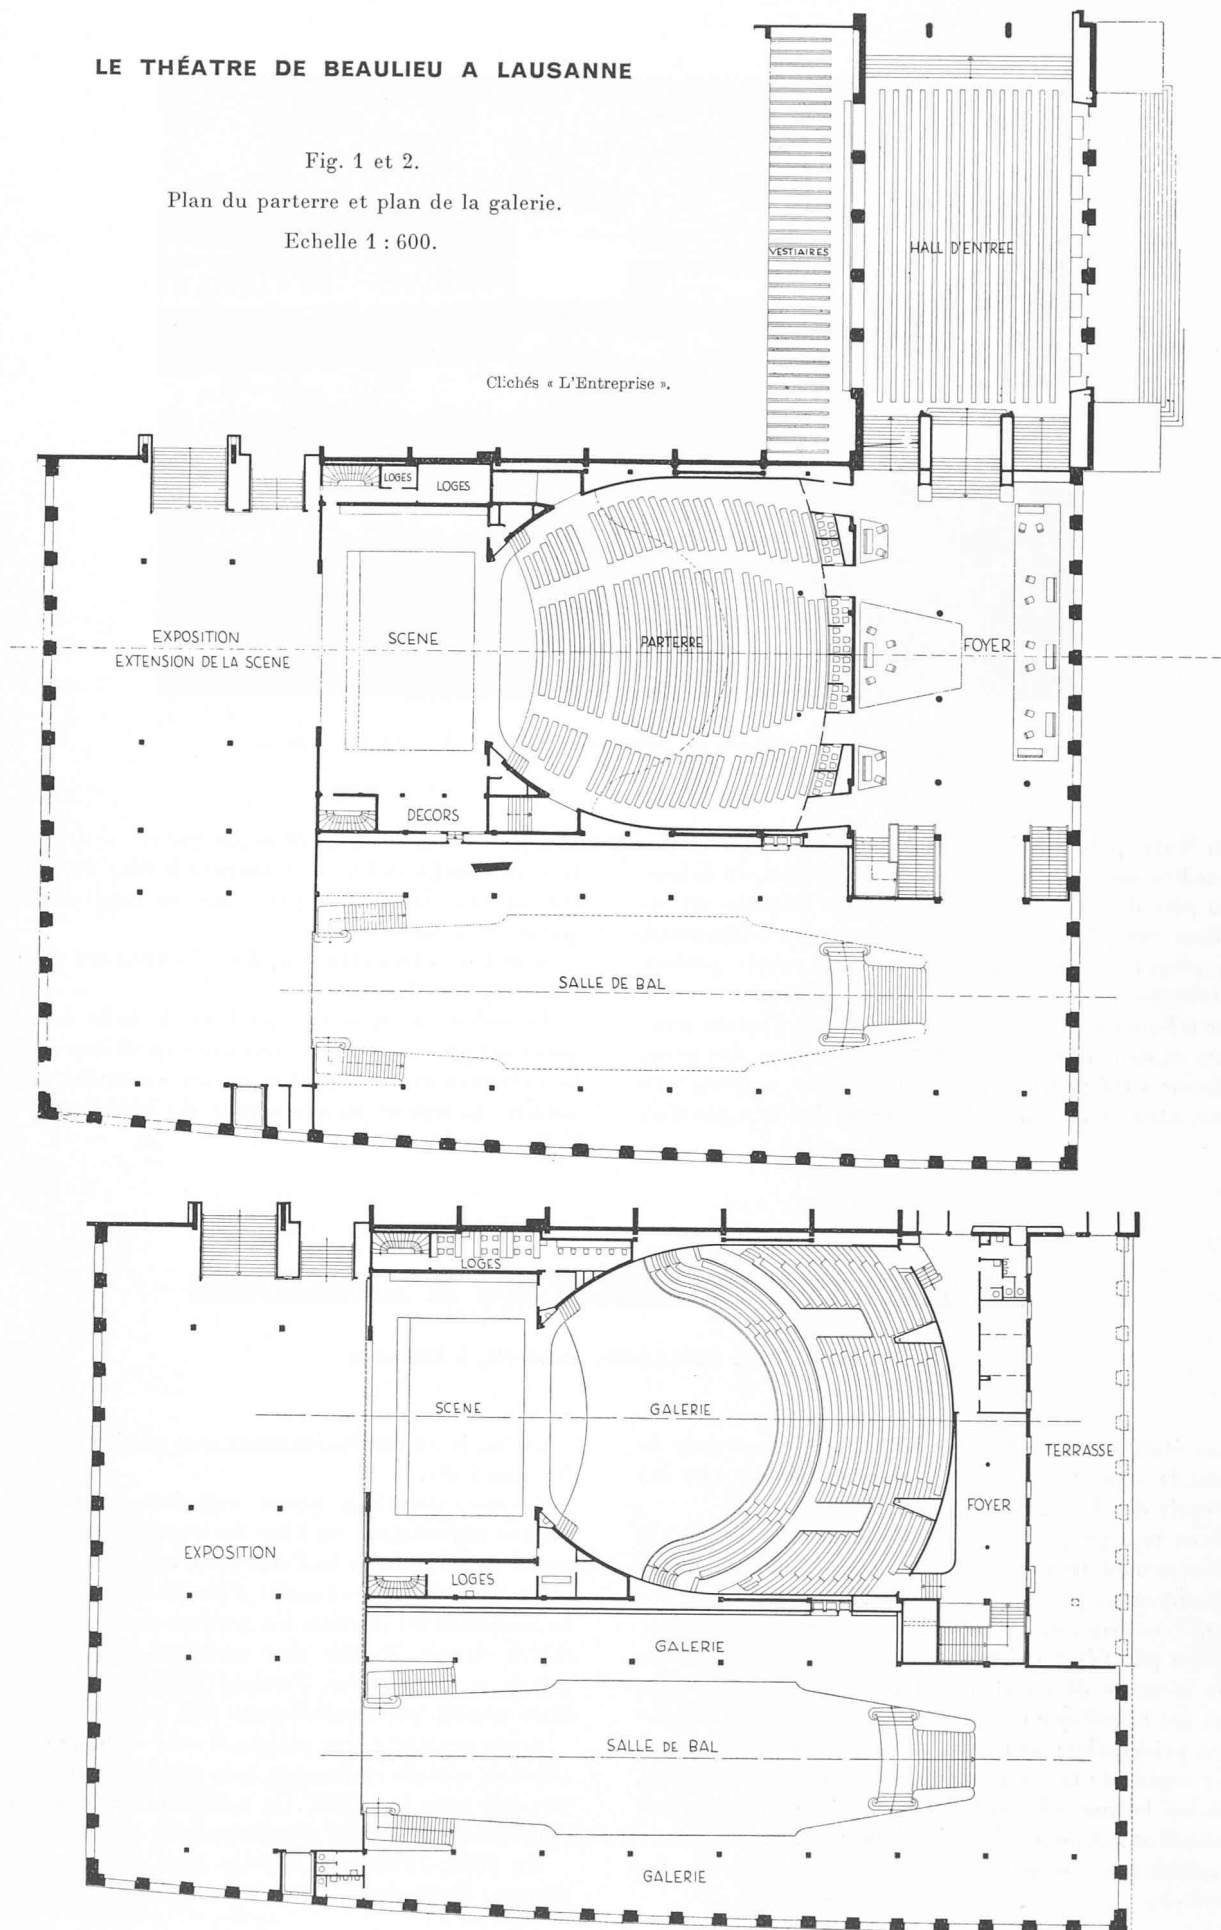 LE THÉATRE DE BEAULIEU A LAUSANNE
Fig. 1 et 2.
Plan du parterre et plan de la galerie.
Echelle 1 : 600.
Clichés « L'Entreprise ».
VESTIAIRES
HALL D'ENTREE
LOGES
LOGES
EXPOSITION
EXTENSION DE LA SCENE
SCENE
PARTERRE
FOYER
DECORS
SALLE DE BAL
LOGES
SCENE
GALERIE
TERRASSE
FOYER
EXPOSITION
LOGES
GALERIE
SALLE DE BAL
GALERIE